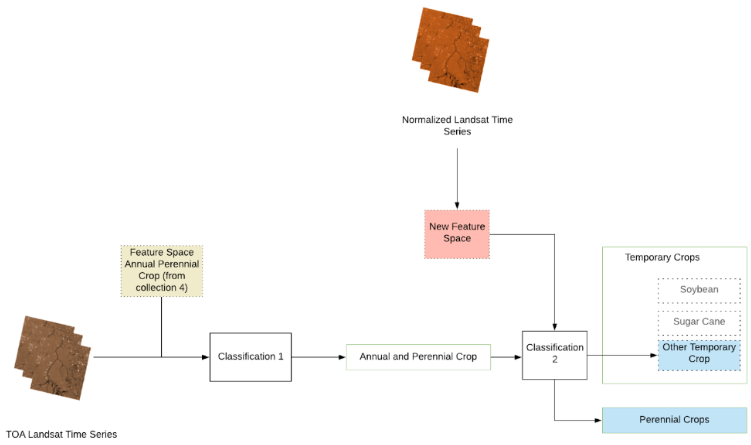 Normalized Landsat Time
Series
New Feature
Space
Feature Space
Annual Perennial
Crop (from
collection 4)
TOA Landsat Time Series
Classification 1
Annual and Perennial Crop
Classification
2
Temporary Crops
Soybean
Sugar Cane
Other Temporary
Crop
Perennial Crops